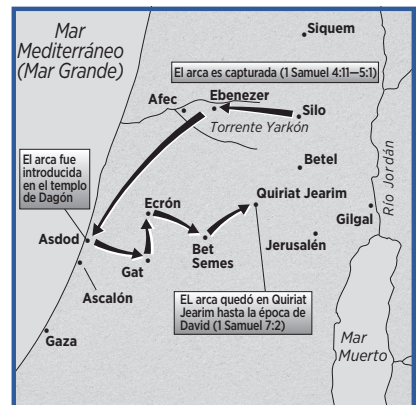 Mar
Mediterráneo
(Mar Grande)
Siquem
El arca es capturada (1 Samuel 4:11—5:1)
Afec
Ebenezer
Silo
Torrente Yarkón
El arca fue
introducida
en el templo
de Dagón
Betel
Río Jordán
Ecrón
Quiriat Jearim
Gilgal
Asdod
Gat
Bet
Semes
Jerusalén
Ascalón
EL arca quedó en Quiriat
Jearim hasta la época de
David (1 Samuel 7:2)
Gaza
Mar
Muerto